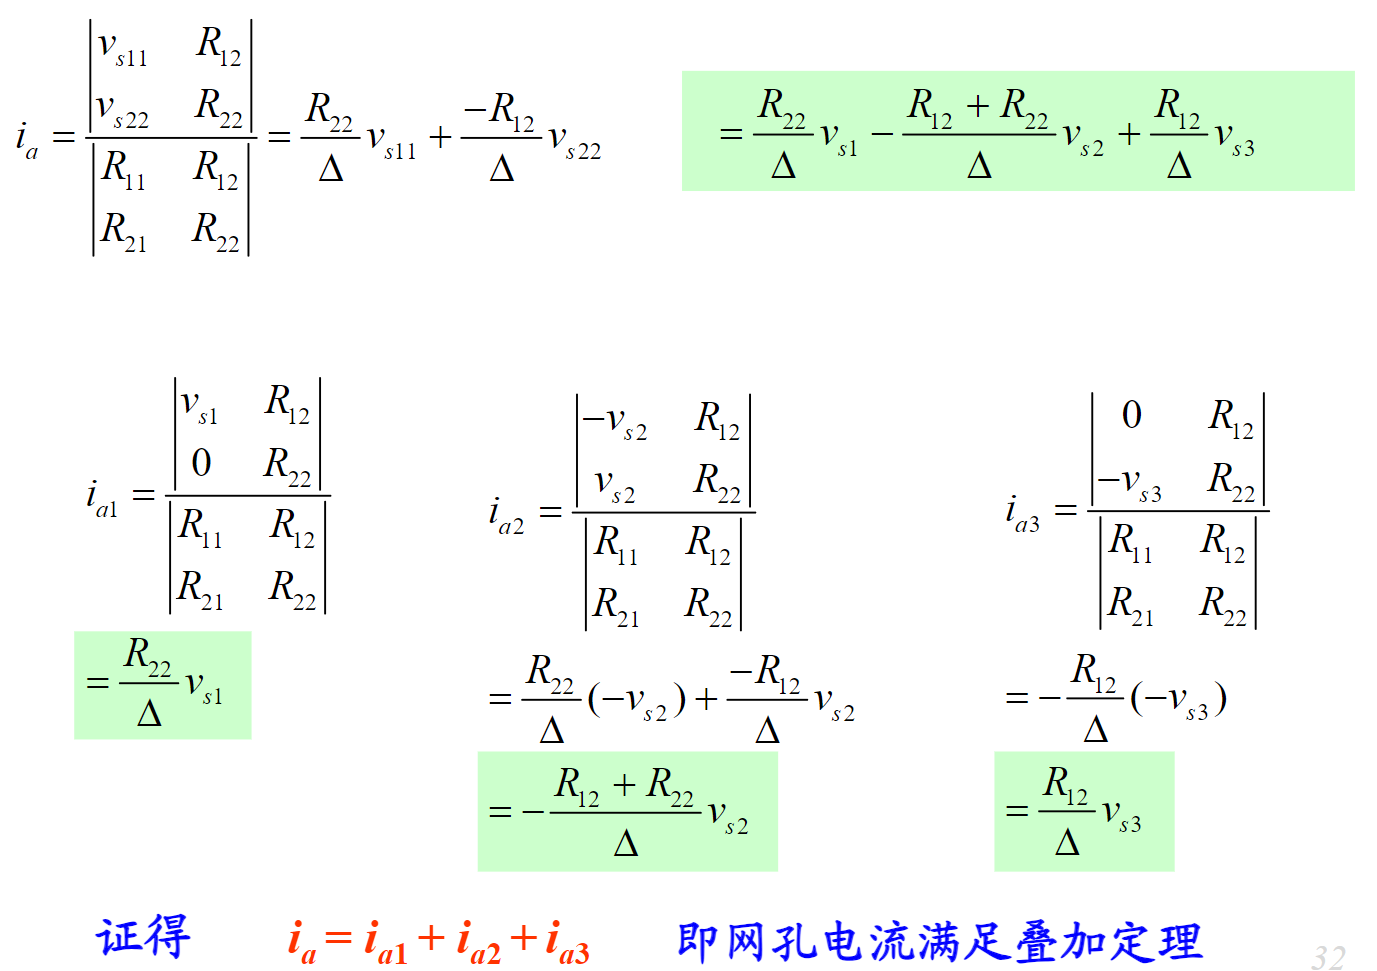 i_a = \frac{\begin{vmatrix} v_{s11} & R_{12} \\ v_{s22} & R_{22} \end{vmatrix}}{\begin{vmatrix} R_{11} & R_{12} \\ R_{21} & R_{22} \end{vmatrix}} = \frac{R_{22}}{\Delta} v_{s11} + \frac{-R_{12}}{\Delta} v_{s22}
= \frac{R_{22}}{\Delta} v_{s1} - \frac{R_{12} + R_{22}}{\Delta} v_{s2} + \frac{R_{12}}{\Delta} v_{s3}
i_{a1} = \frac{\begin{vmatrix} v_{s1} & R_{12} \\ 0 & R_{22} \end{vmatrix}}{\begin{vmatrix} R_{11} & R_{12} \\ R_{21} & R_{22} \end{vmatrix}}
= \frac{R_{22}}{\Delta} v_{s1}
i_{a2} = \frac{\begin{vmatrix} -v_{s2} & R_{12} \\ v_{s2} & R_{22} \end{vmatrix}}{\begin{vmatrix} R_{11} & R_{12} \\ R_{21} & R_{22} \end{vmatrix}}
= \frac{R_{22}}{\Delta} (-v_{s2}) + \frac{-R_{12}}{\Delta} v_{s2}
= -\frac{R_{12} + R_{22}}{\Delta} v_{s2}
i_{a3} = \frac{\begin{vmatrix} 0 & R_{12} \\ -v_{s3} & R_{22} \end{vmatrix}}{\begin{vmatrix} R_{11} & R_{12} \\ R_{21} & R_{22} \end{vmatrix}}
= -\frac{R_{12}}{\Delta} (-v_{s3})
= \frac{R_{12}}{\Delta} v_{s3}
证得 i_a = i_{a1} + i_{a2} + i_{a3} 即网孔电流满足叠加定理
32